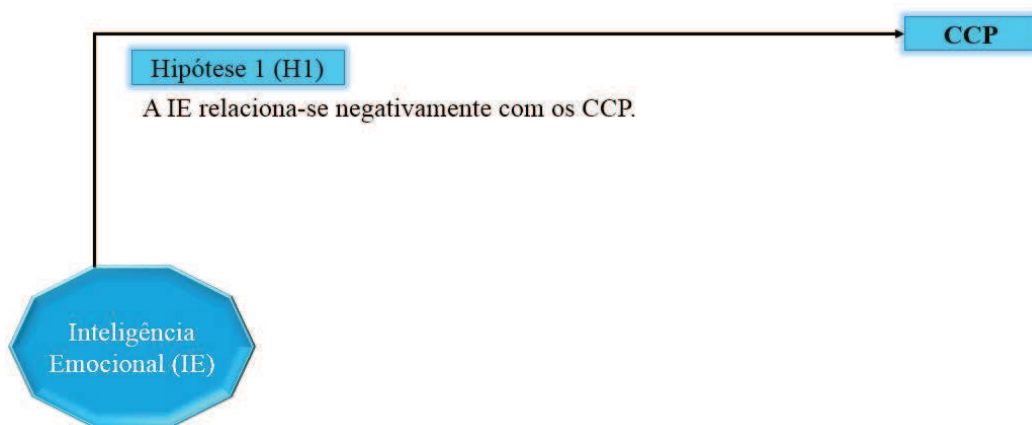 CCP
Hipótese 1 (H1)
A IE relaciona-se negativamente com os CCP.
Inteligência
Emocional (IE)